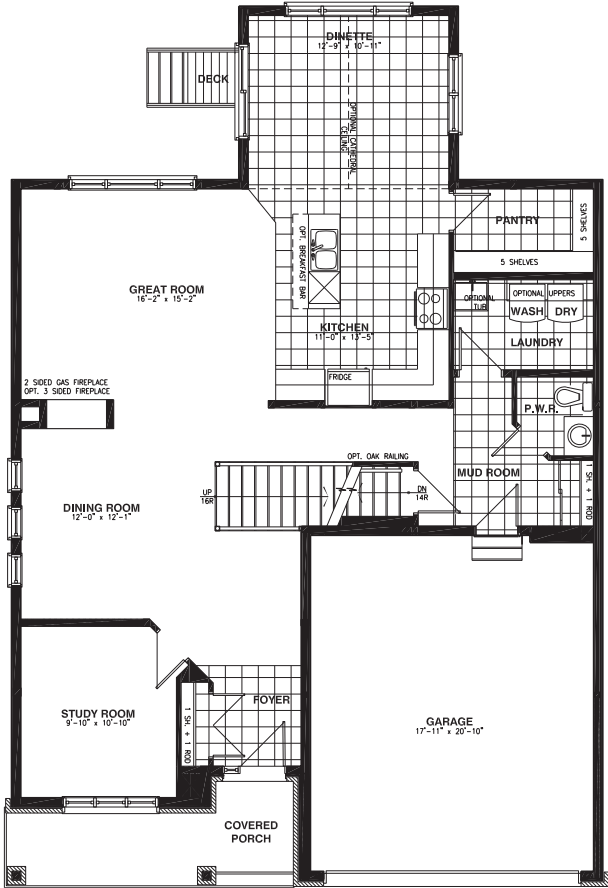 DINETTE
12'-9" x 10'-11"
DECK
OPTIONAL CATHEDRAL
CEILING
PANTRY
5 SHELVES
5 SHELVES
OPT. BREAKFAST BAR
GREAT ROOM
16'-2" x 15'-2"
KITCHEN
11'-0" x 13'-5"
FRIDGE
OPTIONAL
TUB
OPTIONAL UPPERS
WASH DRY
LAUNDRY
2 SIDED GAS FIREPLACE
OPT. 3 SIDED FIREPLACE
P.W.R.
OPT. OAK RAILING
MUD ROOM
1 SH. + 1 ROD
UP
16R
DN
14R
DINING ROOM
12'-0" x 12'-1"
STUDY ROOM
9'-10" x 10'-10"
1 SH. + 1 ROD
FOYER
GARAGE
17'-11" x 20'-10"
COVERED
PORCH